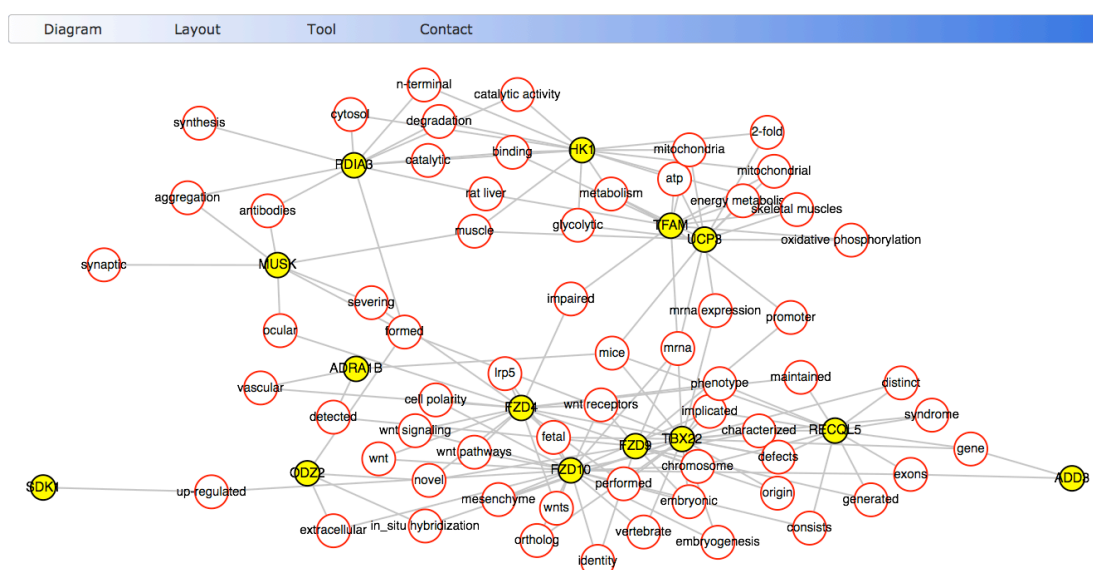 Diagram Layout Tool Contact
n-terminal
catalytic activity
synthesis
cytosol
degradation
2-fold
HK1
mitochondria
binding
catalytic
PDIA3
mitochondrial
atp
aggregation
rat liver
metabolism
energy metabolis
antibodies
skeletal muscles
muscle
glycolytic
TFAM
UCP3
oxidative phosphorylation
synaptic
MUSK
severing
impaired
mrna expression
promoter
ocular
formed
mice
mrna
ADRA1B
lrp5
vascular
phenotype
maintained
distinct
cell polarity
FZD4
wnt receptors
implicated
syndrome
detected
wnt signaling
fetal
characterized
RECQL5
FZD9
TBX22
wnt
wnt pathways
defects
gene
ODZ2
FZD10
chromosome
exons
ADD3
SDK1
up-regulated
novel
performed
mesenchyme
embryonic
origin
generated
wnts
extracellular
in_situ hybridization
vertebrate
consists
ortholog
embryogenesis
identity